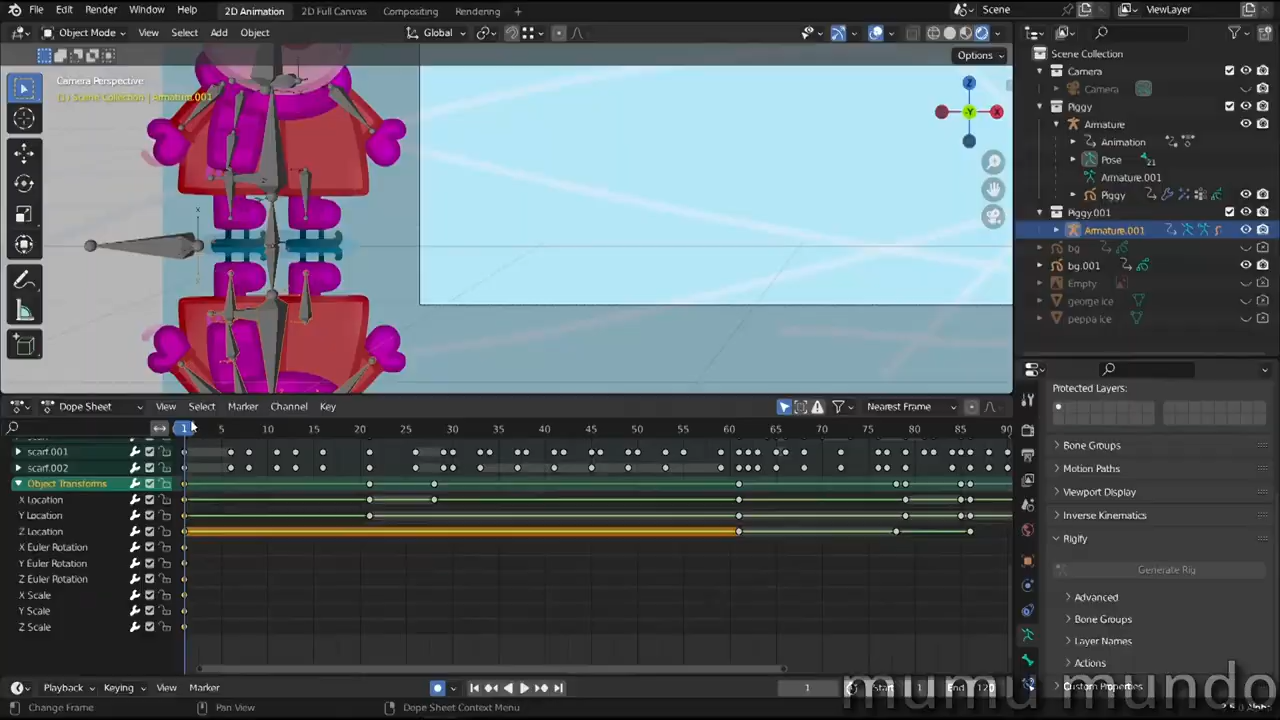 File Edit Render Window Help 2D Animation 2D Full Canvas Compositing Rendering + Scene ViewLayer
Object Mode View Select Add Object Global
Options
Camera Perspective
(1) Scene Collection | Armature.001
Z
X
-Y
Scene Collection
Camera
Camera
Piggy
Armature
Animation
Pose 21
Armature.001
Piggy
Piggy.001
Armature.001
bg
bg.001
Empty
george ice
peppa ice
Protected Layers:
Bone Groups
Motion Paths
Viewport Display
Inverse Kinematics
Rigify
Generate Rig
Advanced
Bone Groups
Layer Names
Actions
Custom Properties
Dope Sheet View Select Marker Channel Key Nearest Frame
1 5 10 15 20 25 30 35 40 45 50 55 60 65 70 75 80 85 90
scarf.001
scarf.002
Object Transforms
X Location
Y Location
Z Location
X Euler Rotation
Y Euler Rotation
Z Euler Rotation
X Scale
Y Scale
Z Scale
Playback Keying View Marker 1 Start 1 End 120
Change Frame Pan View Dope Sheet Context Menu
mumu mundo